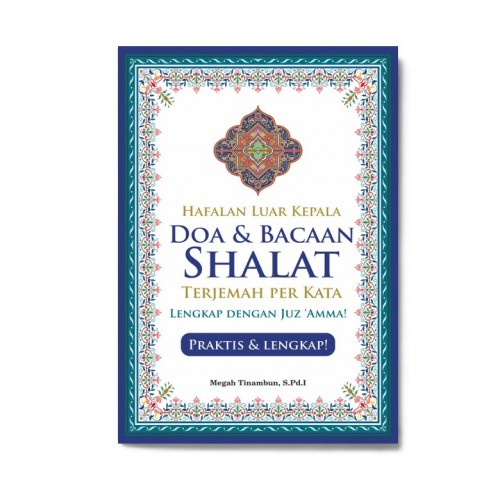 Hafalan Luar Kepala
Doa & Bacaan
Shalat
Terjemah per Kata
Lengkap dengan Juz 'Amma!
Praktis & lengkap!
Megah Tinambun, S.Pd.I